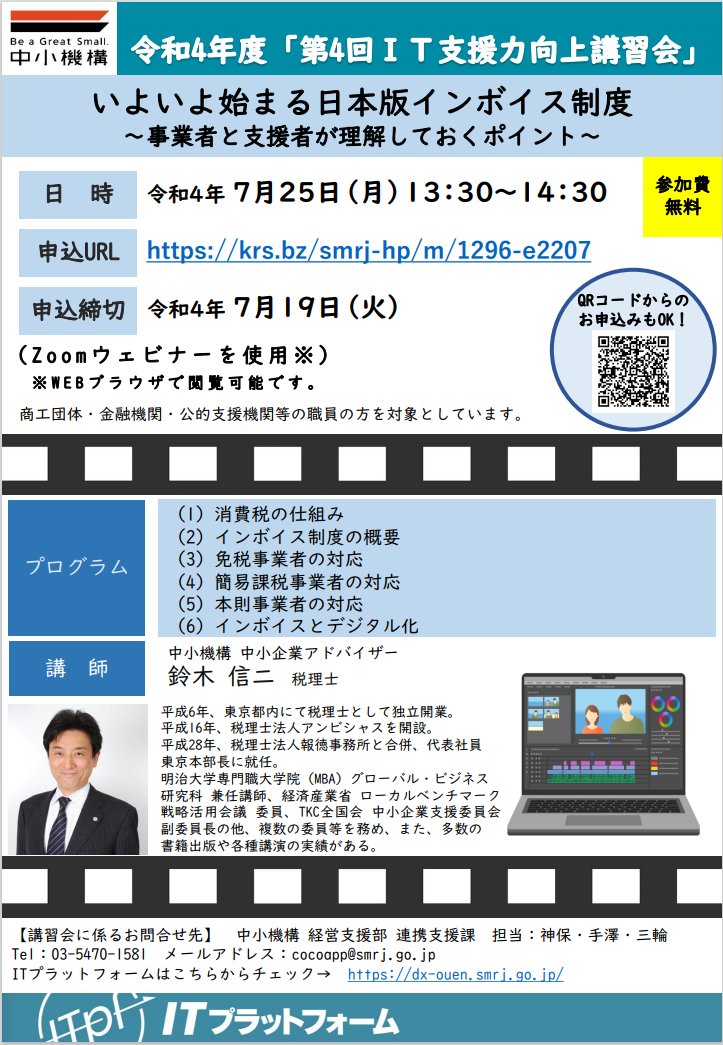 Be a Great Small.
中小機構
令和4年度「第4回ＩＴ支援力向上講習会」
いよいよ始まる日本版インボイス制度
～事業者と支援者が理解しておくポイント～
日　時
令和4年 7月25日(月)13:30～14:30
参加費
無料
申込URL
https://krs.bz/smrj-hp/m/1296-e2207
申込締切
令和4年 7月19日(火)
QRコードからの
お申込みもOK！
(Zoomウェビナーを使用※)
※WEBブラウザで閲覧可能です。
商工団体・金融機関・公的支援機関等の職員の方を対象としています。
プログラム
(1) 消費税の仕組み
(2) インボイス制度の概要
(3) 免税事業者の対応
(4) 簡易課税事業者の対応
(5) 本則事業者の対応
(6) インボイスとデジタル化
講　師
中小機構 中小企業アドバイザー
鈴木 信二　税理士
平成6年、東京都内にて税理士として独立開業。
平成16年、税理士法人アンビシャスを開設。
平成28年、税理士法人報徳事務所と合併、代表社員
東京本部長に就任。
明治大学専門職大学院（MBA）グローバル・ビジネス
研究科 兼任講師、経済産業省 ローカルベンチマーク
戦略活用会議 委員、TKC全国会 中小企業支援委員会
副委員長の他、複数の委員等を務め、また、多数の
書籍出版や各種講演の実績がある。
【講習会に係るお問合せ先】　中小機構 経営支援部 連携支援課　担当：神保・手澤・三輪
Tel：03-5470-1581　メールアドレス：cocoapp@smrj.go.jp
ITプラットフォームはこちらからチェック→　https://dx-ouen.smrj.go.jp/
ITpf
ITプラットフォーム